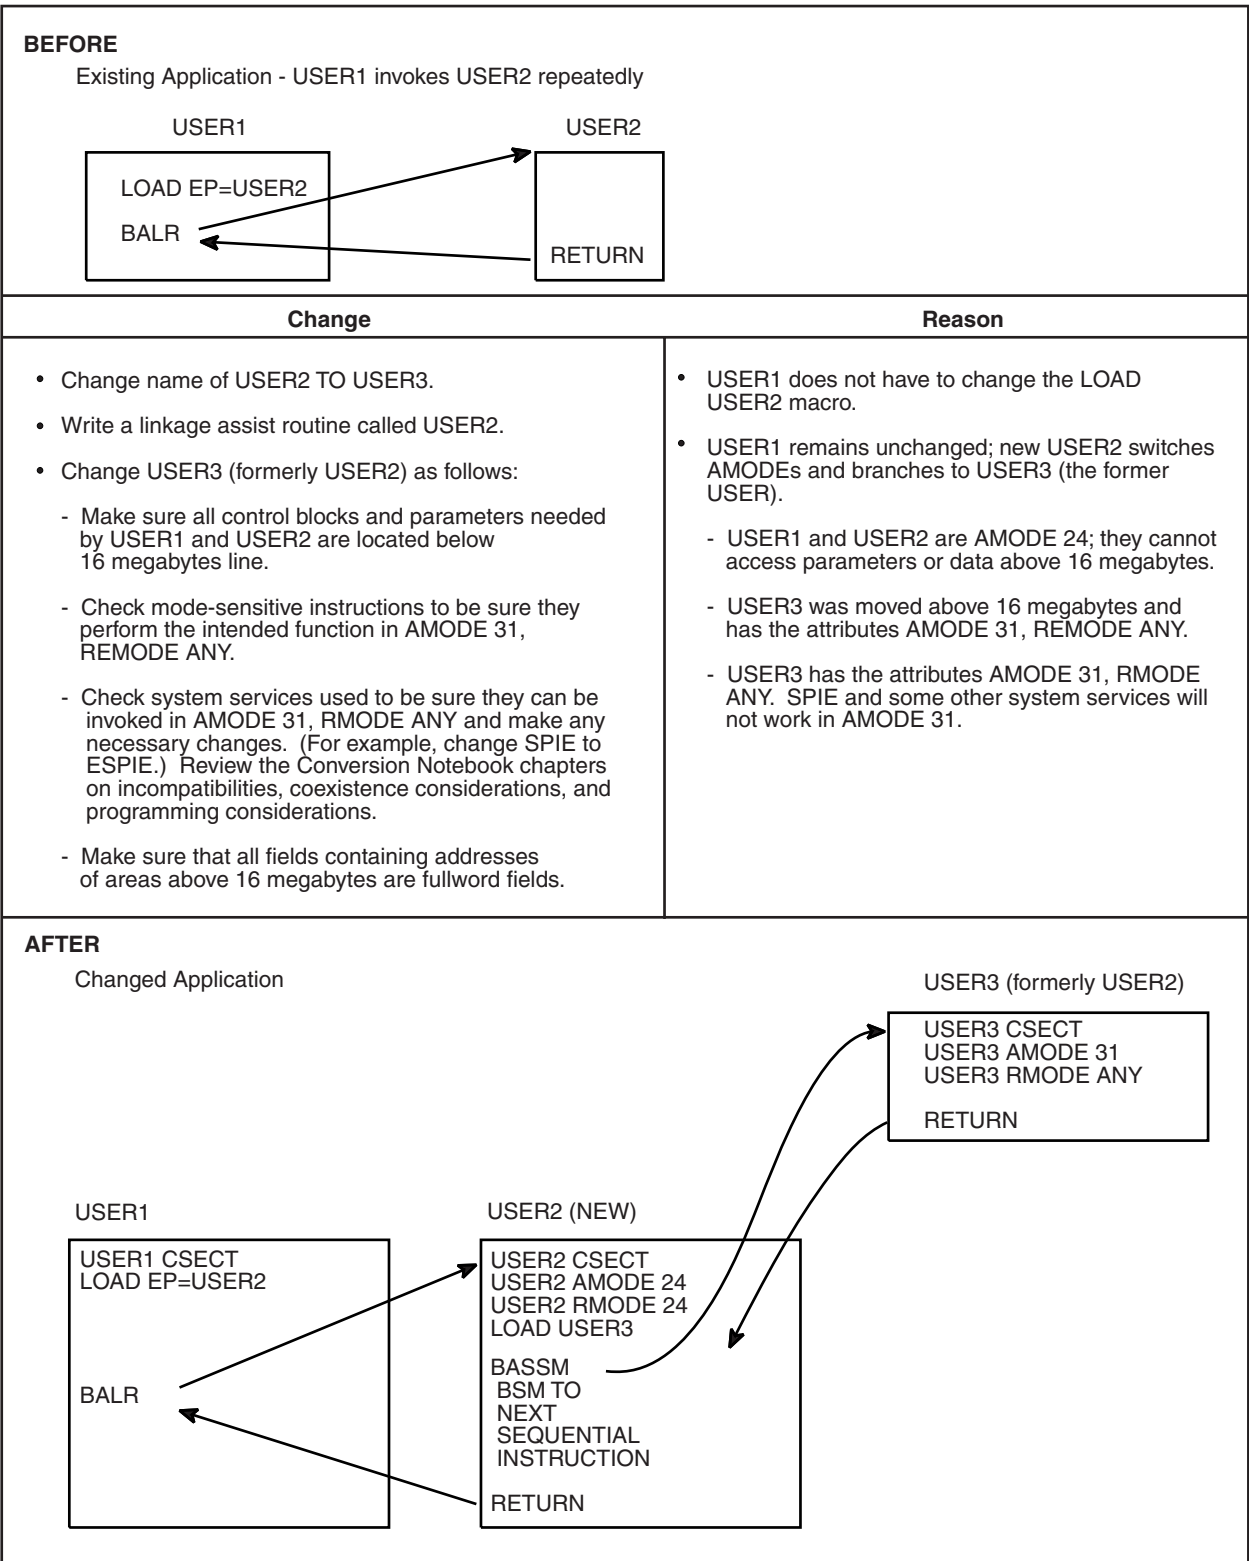 BEFORE
Existing Application - USER1 invokes USER2 repeatedly
USER1
USER2
LOAD EP=USER2
BALR
RETURN
Change
Reason
• Change name of USER2 TO USER3.
• Write a linkage assist routine called USER2.
• Change USER3 (formerly USER2) as follows:
- Make sure all control blocks and parameters needed
by USER1 and USER2 are located below
16 megabytes line.
- Check mode-sensitive instructions to be sure they
perform the intended function in AMODE 31,
REMODE ANY.
- Check system services used to be sure they can be
invoked in AMODE 31, RMODE ANY and make any
necessary changes. (For example, change SPIE to
ESPIE.) Review the Conversion Notebook chapters
on incompatibilities, coexistence considerations, and
programming considerations.
- Make sure that all fields containing addresses
of areas above 16 megabytes are fullword fields.
• USER1 does not have to change the LOAD
USER2 macro.
• USER1 remains unchanged; new USER2 switches
AMODEs and branches to USER3 (the former
USER).
- USER1 and USER2 are AMODE 24; they cannot
access parameters or data above 16 megabytes.
- USER3 was moved above 16 megabytes and
has the attributes AMODE 31, REMODE ANY.
- USER3 has the attributes AMODE 31, RMODE
ANY. SPIE and some other system services will
not work in AMODE 31.
AFTER
Changed Application
USER3 (formerly USER2)
USER3 CSECT
USER3 AMODE 31
USER3 RMODE ANY
RETURN
USER1
USER1 CSECT
LOAD EP=USER2
BALR
USER2 (NEW)
USER2 CSECT
USER2 AMODE 24
USER2 RMODE 24
LOAD USER3
BASSM
BSM TO
NEXT
SEQUENTIAL
INSTRUCTION
RETURN